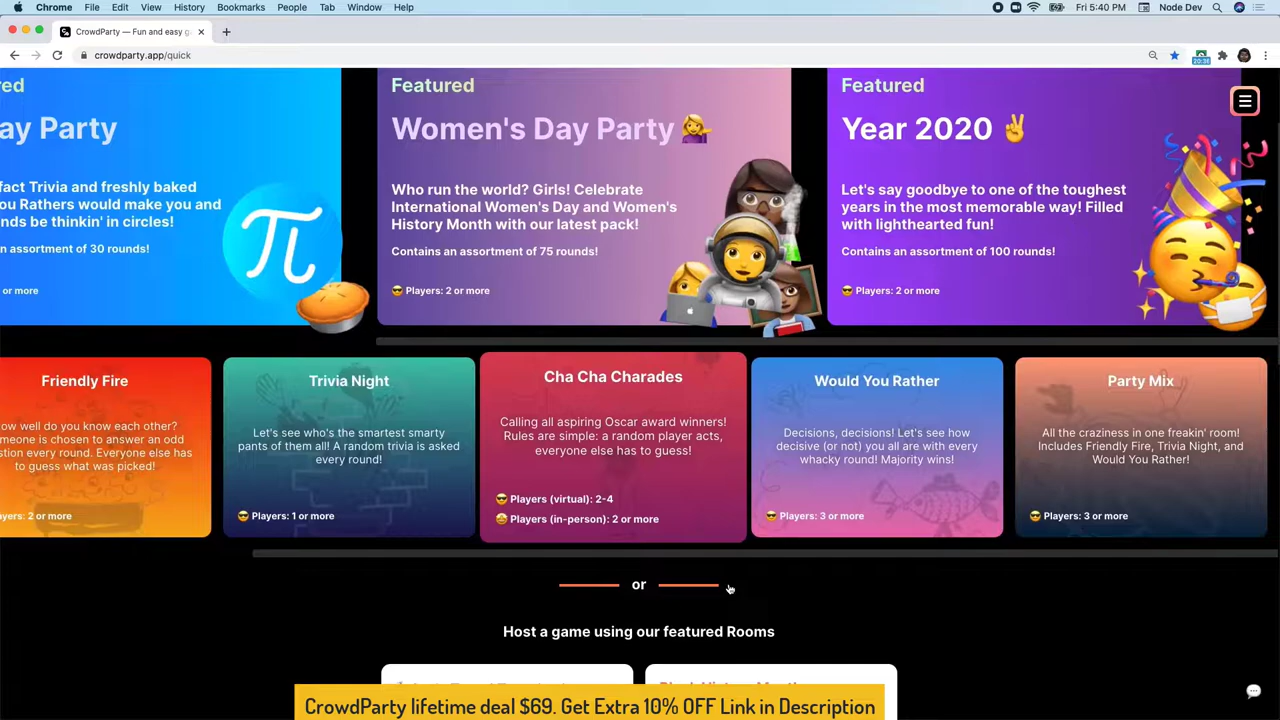 Chrome File Edit View History Bookmarks People Tab Window Help
Fri 5:40 PM Node Dev
CrowdParty — Fun and easy g
crowdparty.app/quick
20:36
ed
ay Party
fact Trivia and freshly baked
ou Rathers would make you and
nds be thinkin' in circles!
n an assortment of 30 rounds!
or more
Featured
Women's Day Party
Who run the world? Girls! Celebrate
International Women's Day and Women's
History Month with our latest pack!
Contains an assortment of 75 rounds!
Players: 2 or more
Featured
Year 2020
Let's say goodbye to one of the toughest
years in the most memorable way! Filled
with lighthearted fun!
Contains an assortment of 100 rounds!
Players: 2 or more
Friendly Fire
ow well do you know each other?
meone is chosen to answer an odd
stion every round. Everyone else has
to guess what was picked!
yers: 2 or more
Trivia Night
Let's see who's the smartest smarty
pants of them all! A random trivia is asked
every round!
Players: 1 or more
Cha Cha Charades
Calling all aspiring Oscar award winners!
Rules are simple: a random player acts,
everyone else has to guess!
Players (virtual): 2-4
Players (in-person): 2 or more
Would You Rather
Decisions, decisions! Let's see how
decisive (or not) you all are with every
whacky round! Majority wins!
Players: 3 or more
Party Mix
All the craziness in one freakin' room!
Includes Friendly Fire, Trivia Night, and
Would You Rather!
Players: 3 or more
or
Host a game using our featured Rooms
CrowdParty lifetime deal $69. Get Extra 10% OFF Link in Description